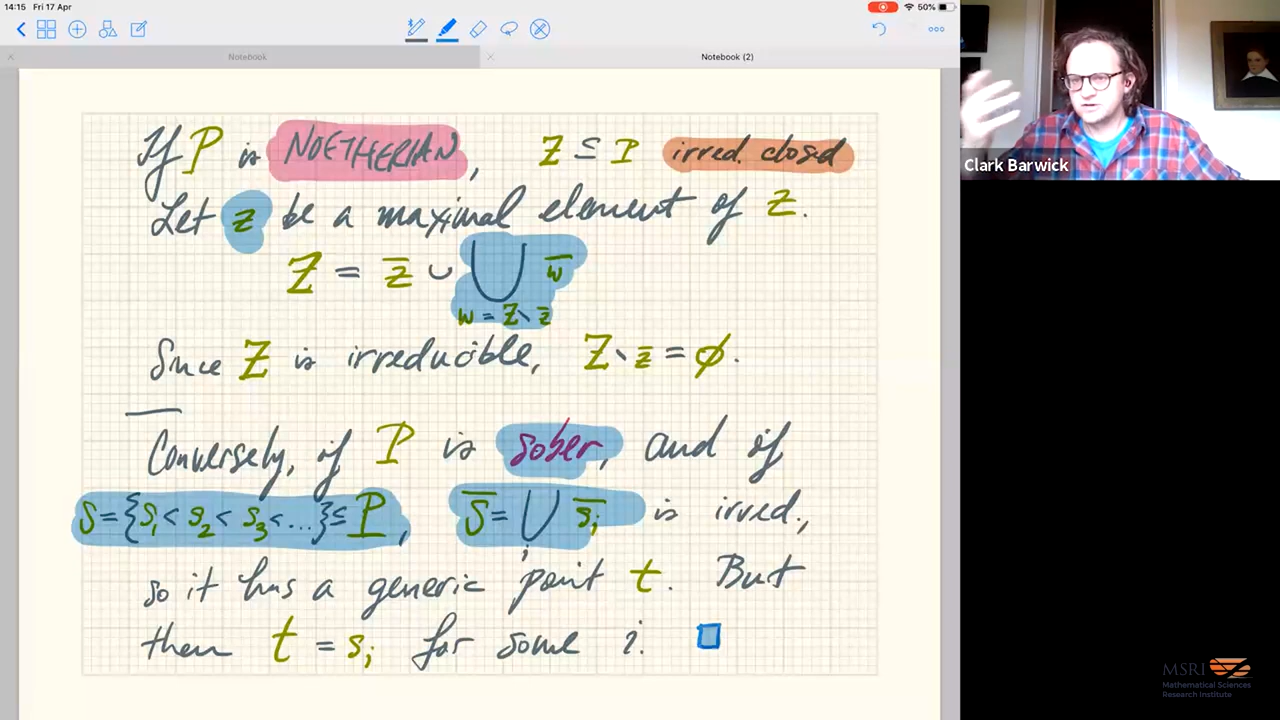 14:15 Fri 17 Apr
50%
Notebook
Notebook (2)
If P is NOETHERIAN, Z ⊆ P irred. closed
Let z be a maximal element of Z.
Z = z̅ ∪ ⋃ w̅
w = Z∖z̅
Since Z is irreducible, Z∖z̅ = ∅.
Conversely, if P is sober, and if
S = {s₁ < s₂ < s₃ < ...} ⊆ P, S̅ = ⋃ s̅ᵢ is irred.,
i
so it has a generic point t. But
then t = sᵢ for some i. □
Clark Barwick
MSRI
Mathematical Sciences
Research Institute